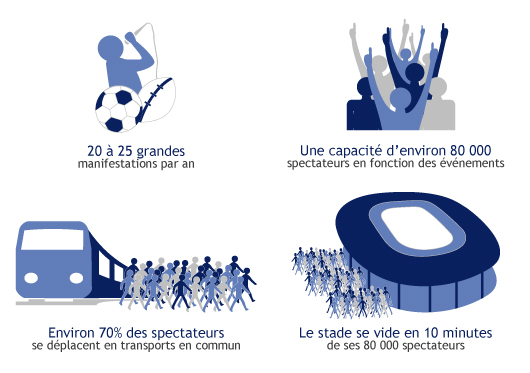 20 à 25 grandes
manifestations par an
Une capacité d'environ 80 000
spectateurs en fonction des événements
Environ 70% des spectateurs
se déplacent en transports en commun
Le stade se vide en 10 minutes
de ses 80 000 spectateurs